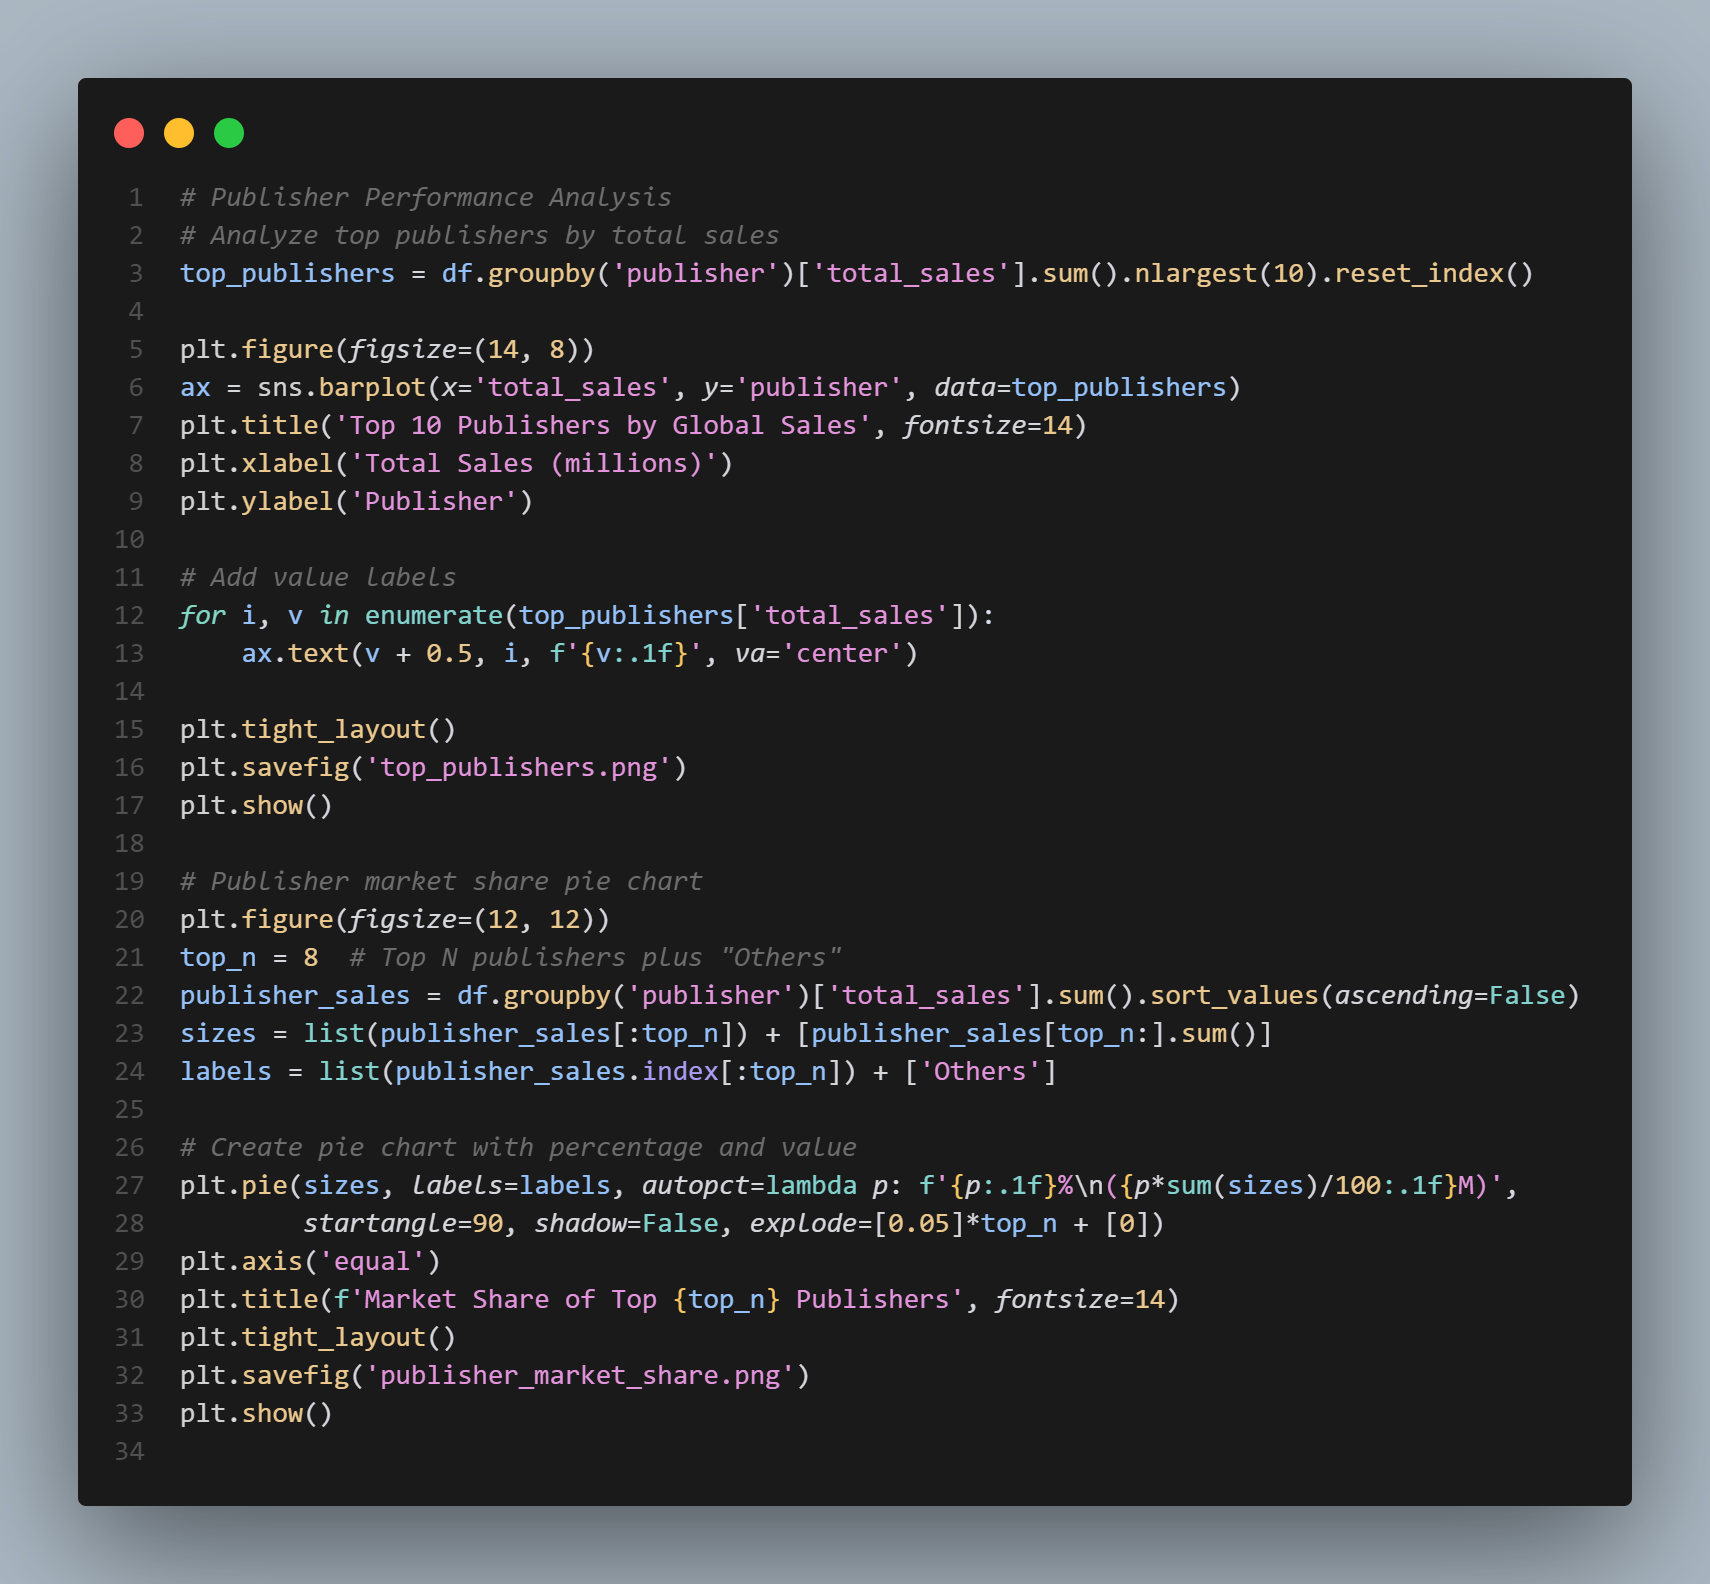 1 # Publisher Performance Analysis
2 # Analyze top publishers by total sales
3 top_publishers = df.groupby('publisher')['total_sales'].sum().nlargest(10).reset_index()
4
5 plt.figure(figsize=(14, 8))
6 ax = sns.barplot(x='total_sales', y='publisher', data=top_publishers)
7 plt.title('Top 10 Publishers by Global Sales', fontsize=14)
8 plt.xlabel('Total Sales (millions)')
9 plt.ylabel('Publisher')
10
11 # Add value labels
12 for i, v in enumerate(top_publishers['total_sales']):
13     ax.text(v + 0.5, i, f'{v:.1f}', va='center')
14
15 plt.tight_layout()
16 plt.savefig('top_publishers.png')
17 plt.show()
18
19 # Publisher market share pie chart
20 plt.figure(figsize=(12, 12))
21 top_n = 8  # Top N publishers plus "Others"
22 publisher_sales = df.groupby('publisher')['total_sales'].sum().sort_values(ascending=False)
23 sizes = list(publisher_sales[:top_n]) + [publisher_sales[top_n:].sum()]
24 labels = list(publisher_sales.index[:top_n]) + ['Others']
25
26 # Create pie chart with percentage and value
27 plt.pie(sizes, labels=labels, autopct=lambda p: f'{p:.1f}%\n({p*sum(sizes)/100:.1f}M)',
28         startangle=90, shadow=False, explode=[0.05]*top_n + [0])
29 plt.axis('equal')
30 plt.title(f'Market Share of Top {top_n} Publishers', fontsize=14)
31 plt.tight_layout()
32 plt.savefig('publisher_market_share.png')
33 plt.show()
34